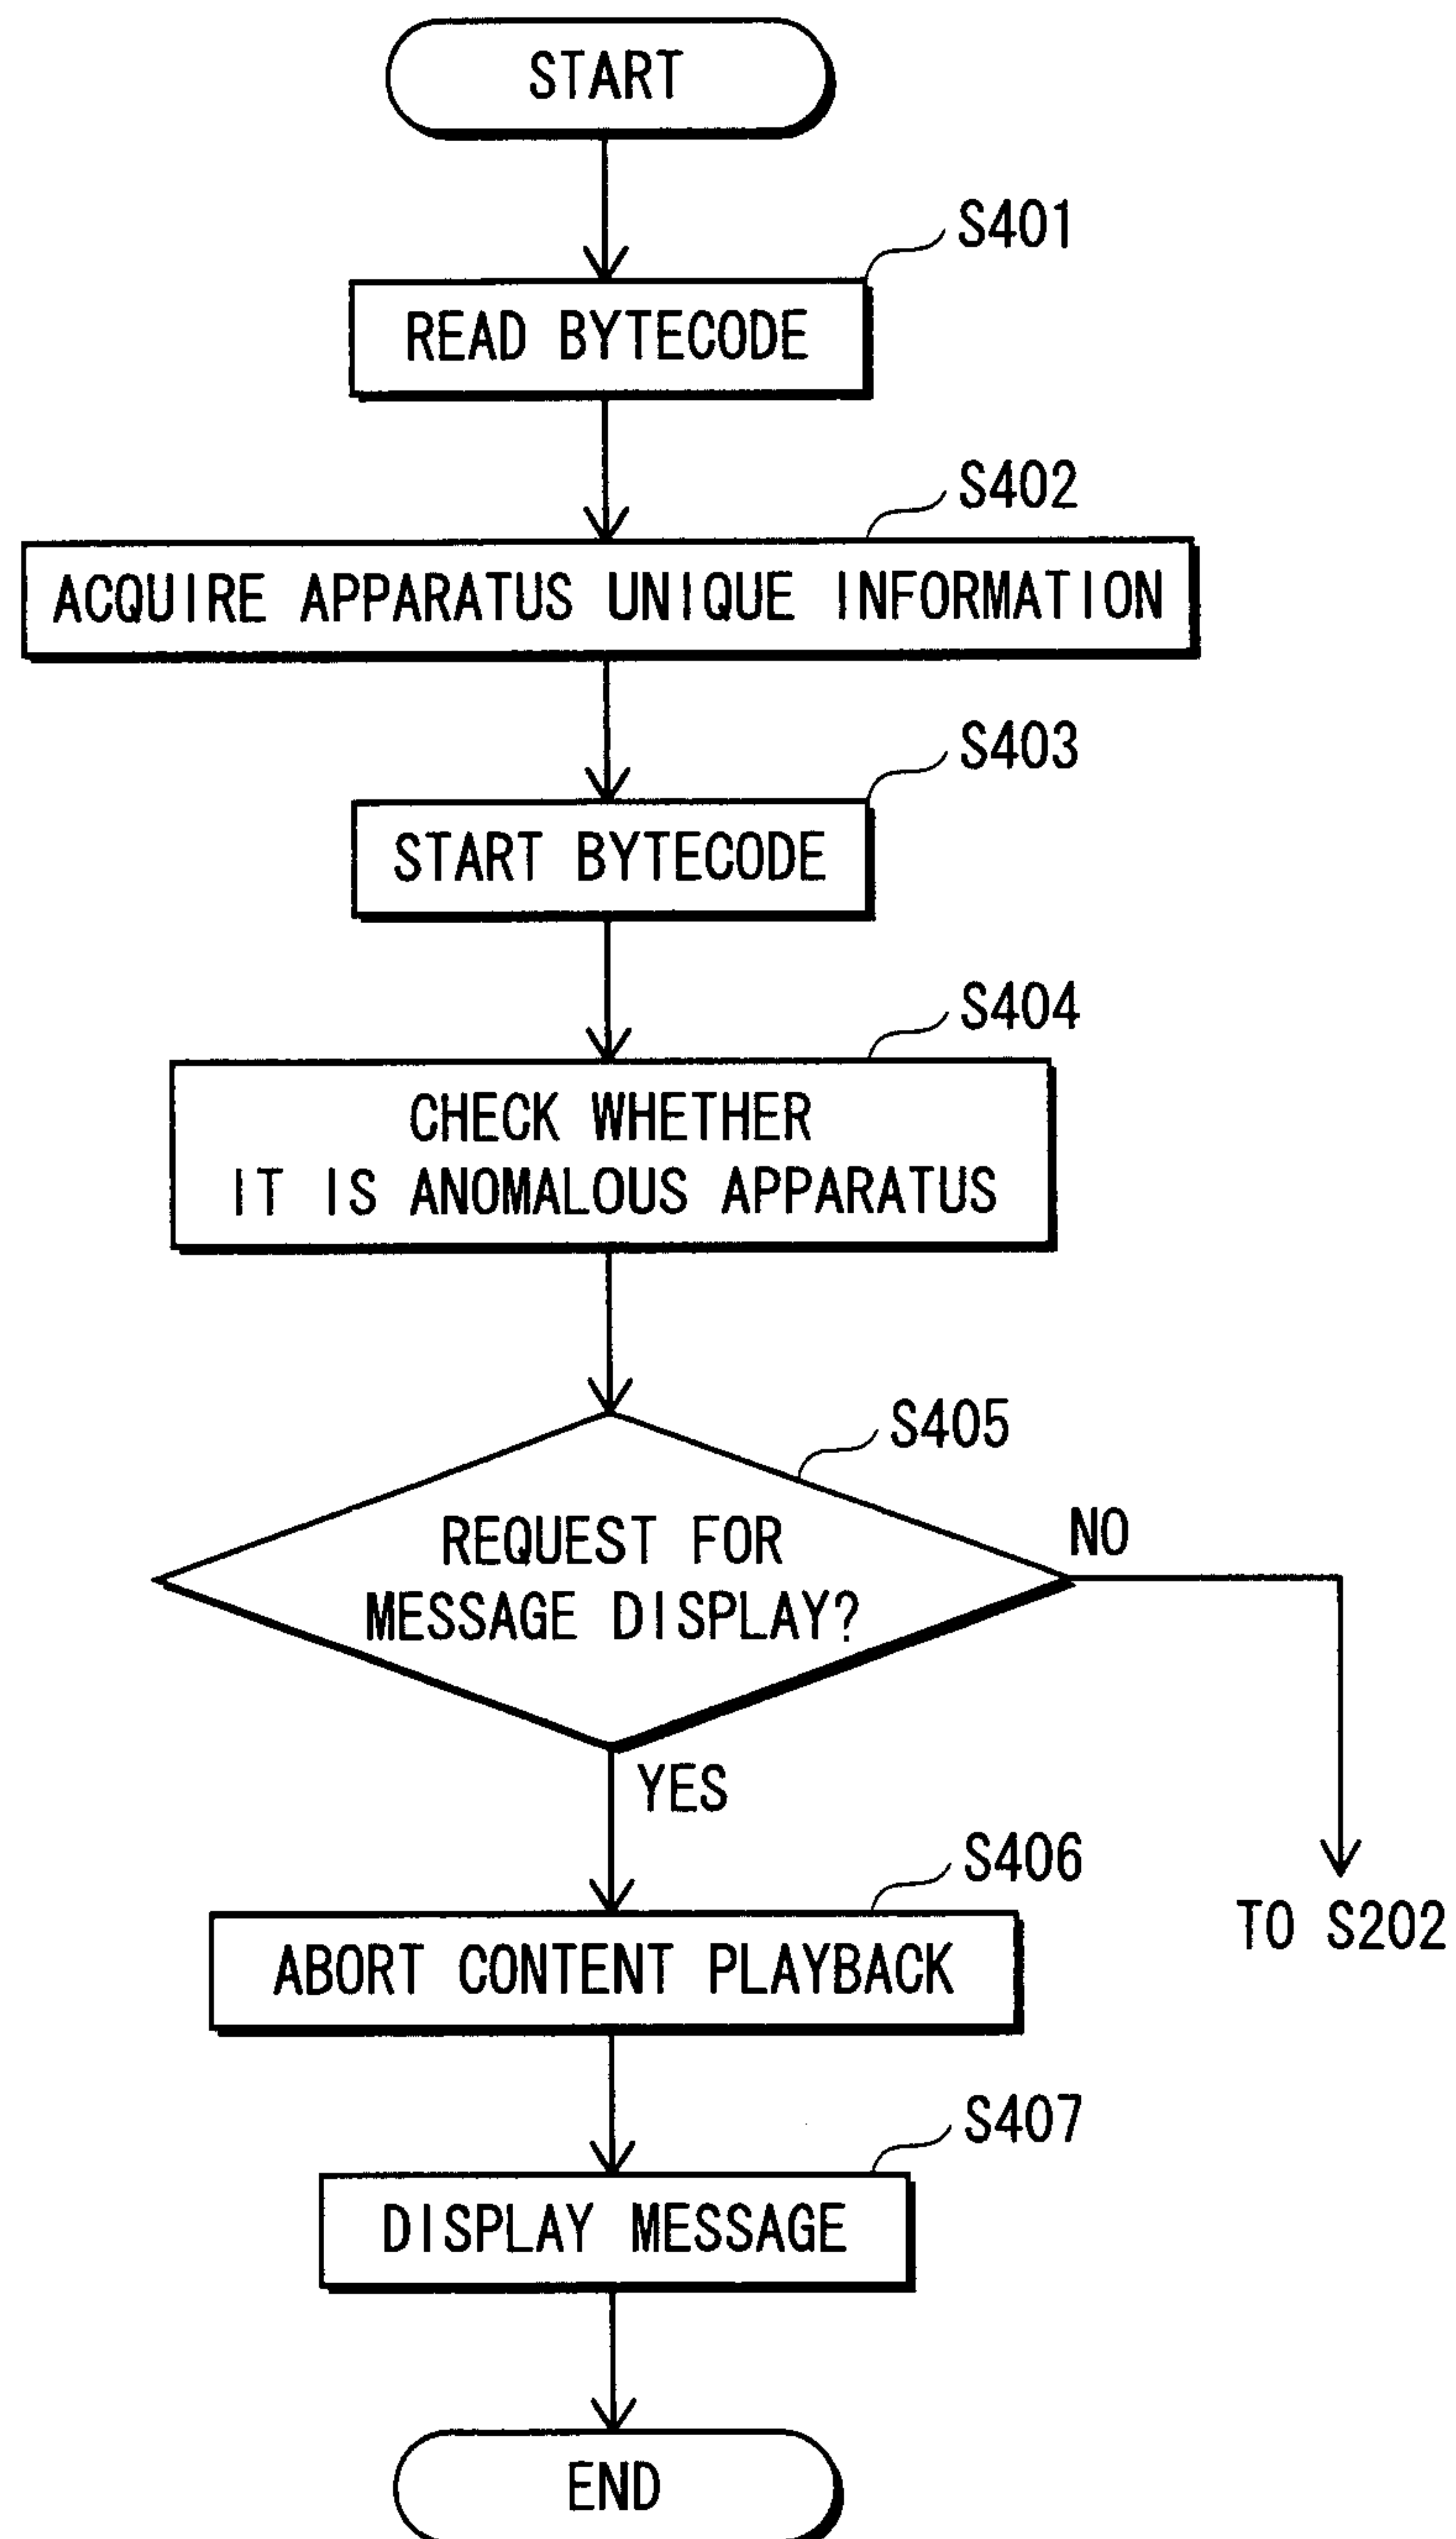 START
S401
READ BYTECODE
S402
ACQUIRE APPARATUS UNIQUE INFORMATION
S403
START BYTECODE
S404
CHECK WHETHER
IT IS ANOMALOUS APPARATUS
S405
REQUEST FOR
MESSAGE DISPLAY?
NO
YES
S406
TO S202
ABORT CONTENT PLAYBACK
S407
DISPLAY MESSAGE
END